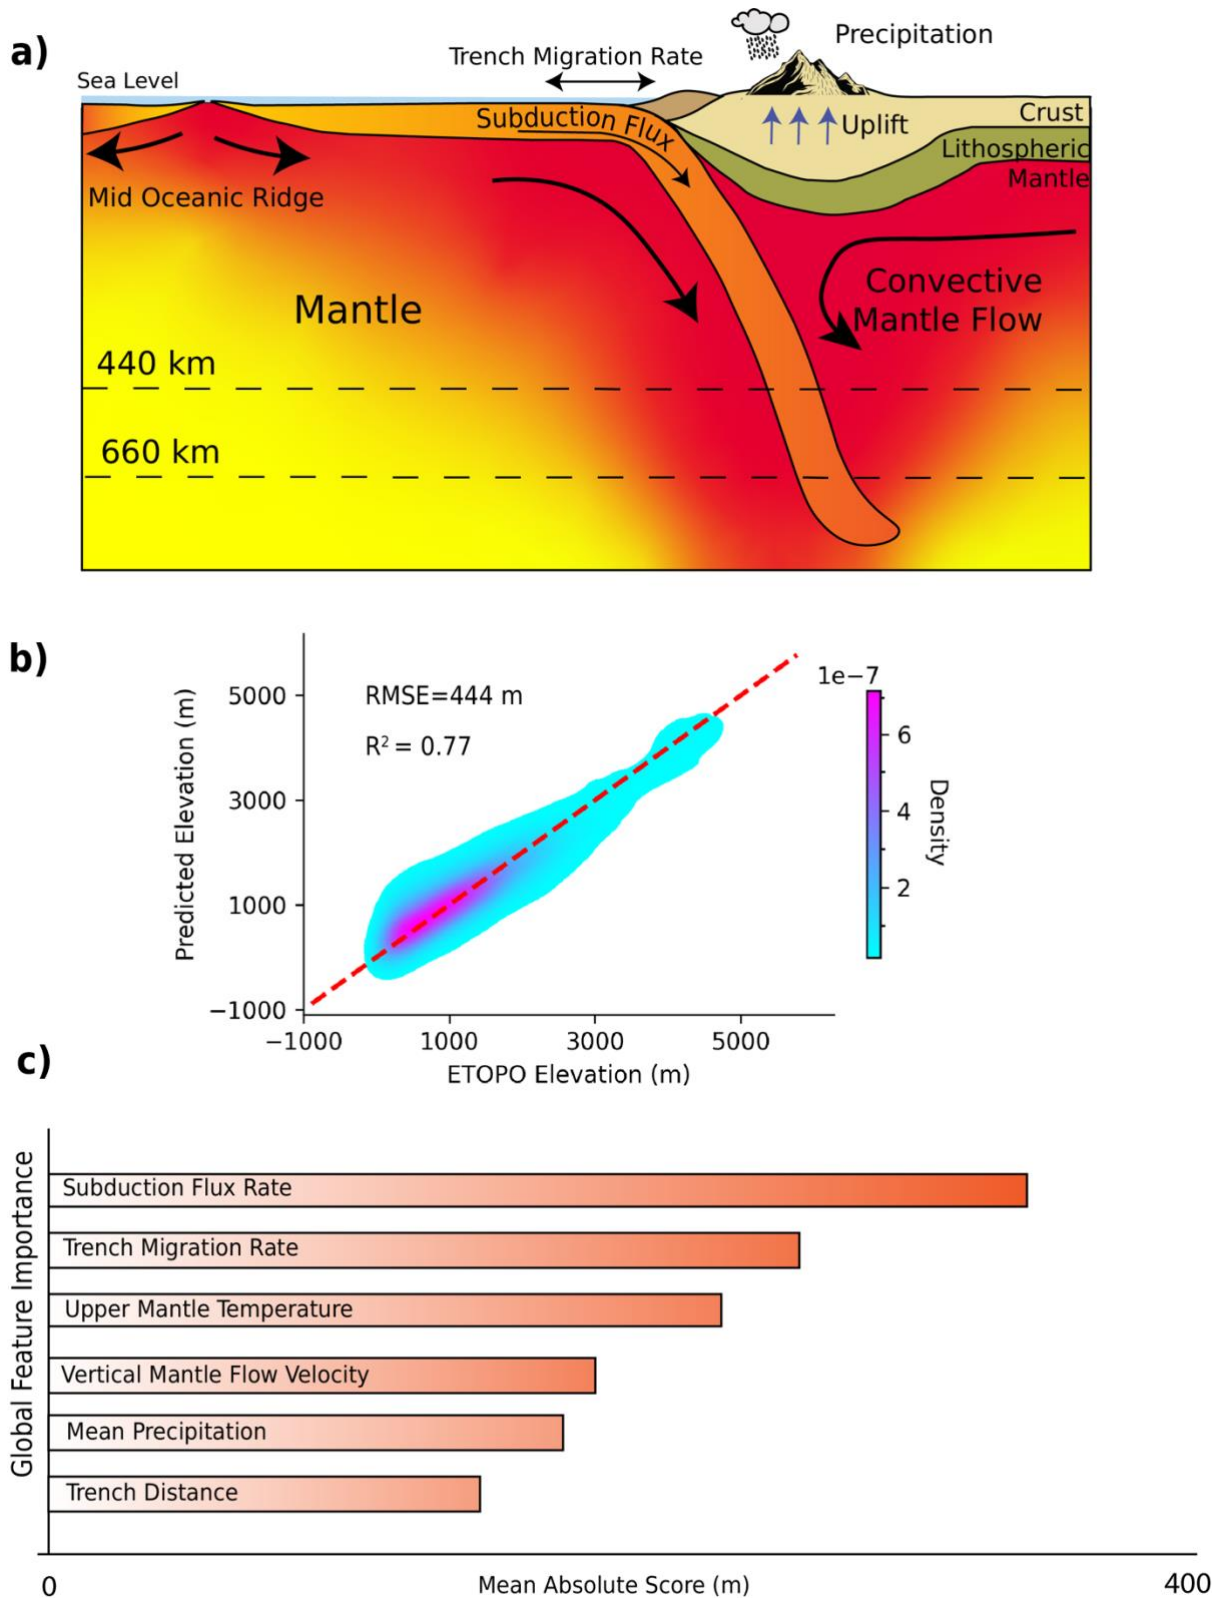 a)
Precipitation
Trench Migration Rate
Sea Level
Subduction Flux
Crust
Uplift
Lithospheric
Mantle
Mid Oceanic Ridge
Convective
Mantle Flow
Mantle
440 km
660 km
b)
1e−7
RMSE=444 m
R² = 0.77
5000
3000
1000
−1000
Predicted Elevation (m)
6
4
2
Density
−1000 1000 3000 5000
ETOPO Elevation (m)
c)
Global Feature Importance
Subduction Flux Rate
Trench Migration Rate
Upper Mantle Temperature
Vertical Mantle Flow Velocity
Mean Precipitation
Trench Distance
0 Mean Absolute Score (m) 400